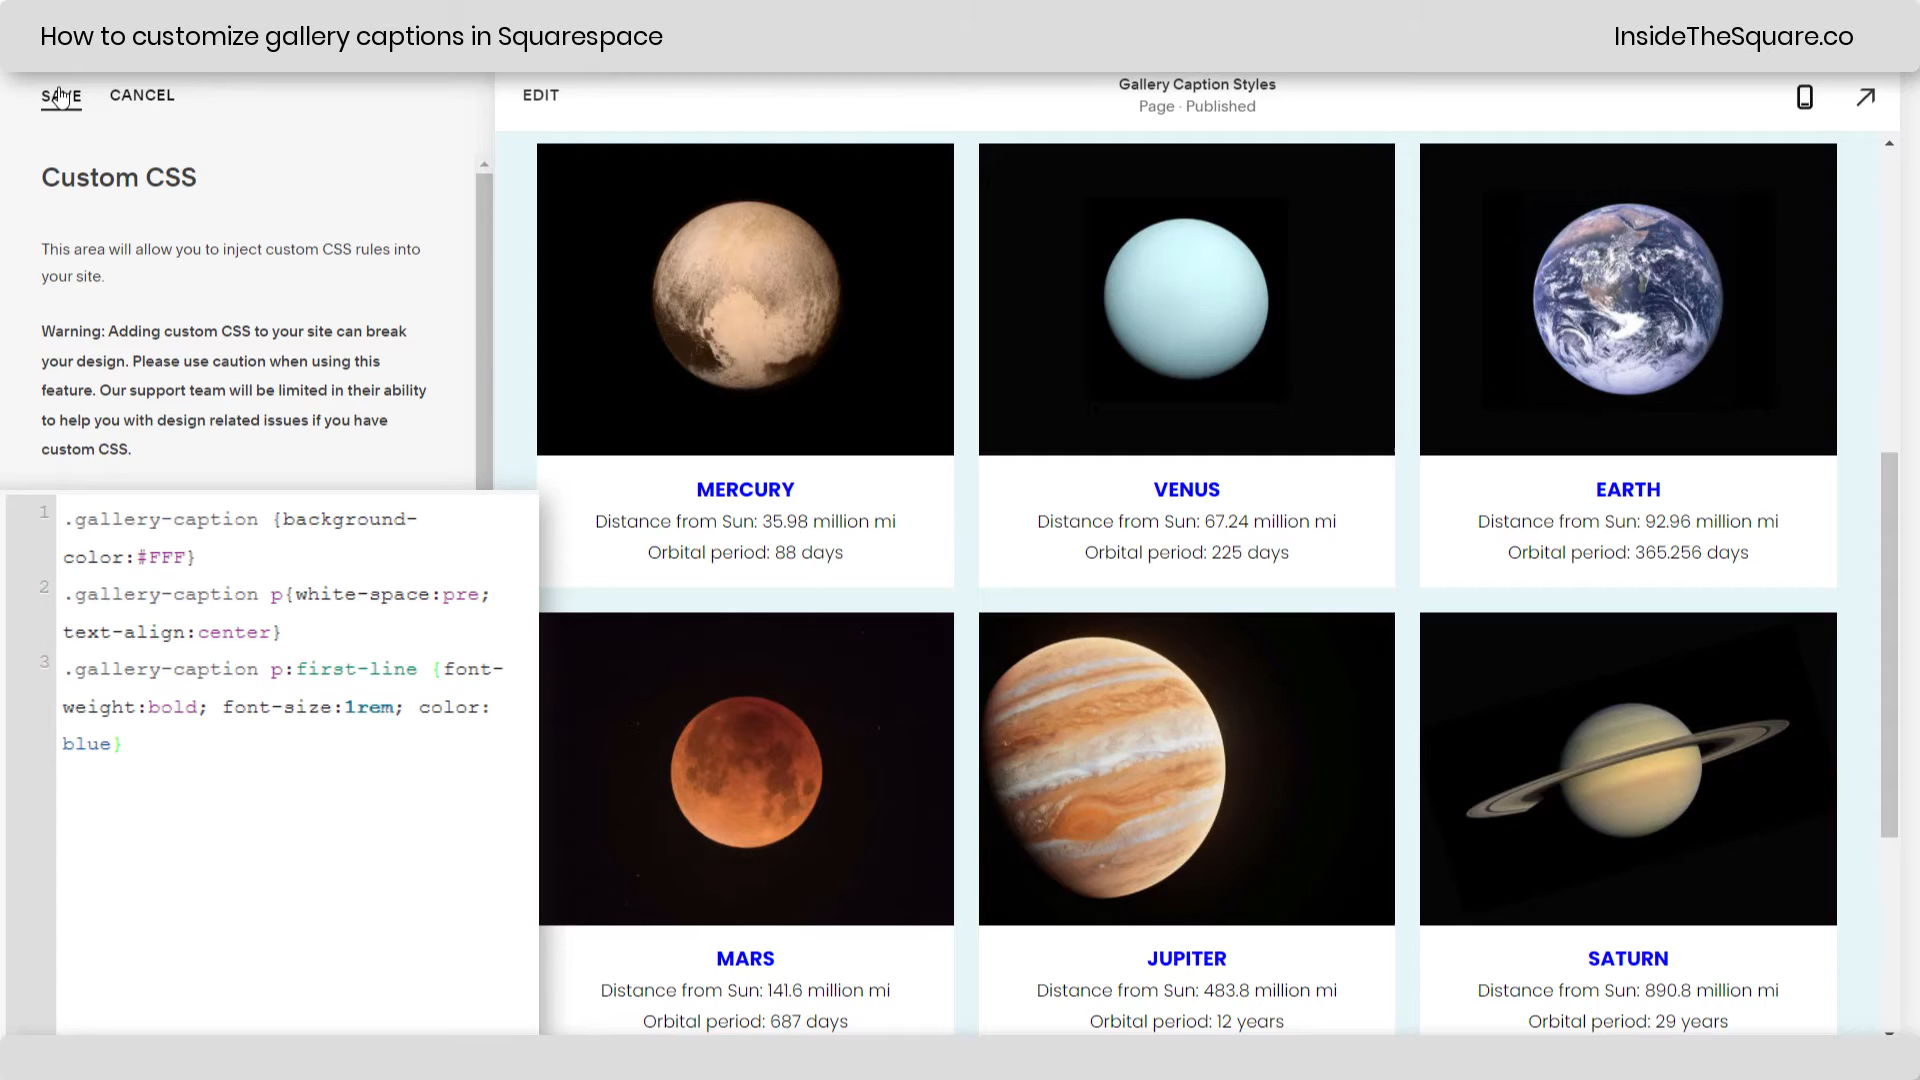 How to customize gallery captions in Squarespace
InsideTheSquare.co
SAVE
CANCEL
EDIT
Gallery Caption Styles
Page · Published
Custom CSS
This area will allow you to inject custom CSS rules into
your site.
Warning: Adding custom CSS to your site can break
your design. Please use caution when using this
feature. Our support team will be limited in their ability
to help you with design related issues if you have
custom CSS.
1
.gallery-caption {background-
color:#FFF}
2
.gallery-caption p{white-space:pre;
text-align:center}
3
.gallery-caption p:first-line {font-
weight:bold; font-size:1rem; color:
blue}
MERCURY
Distance from Sun: 35.98 million mi
Orbital period: 88 days
VENUS
Distance from Sun: 67.24 million mi
Orbital period: 225 days
EARTH
Distance from Sun: 92.96 million mi
Orbital period: 365.256 days
MARS
Distance from Sun: 141.6 million mi
Orbital period: 687 days
JUPITER
Distance from Sun: 483.8 million mi
Orbital period: 12 years
SATURN
Distance from Sun: 890.8 million mi
Orbital period: 29 years